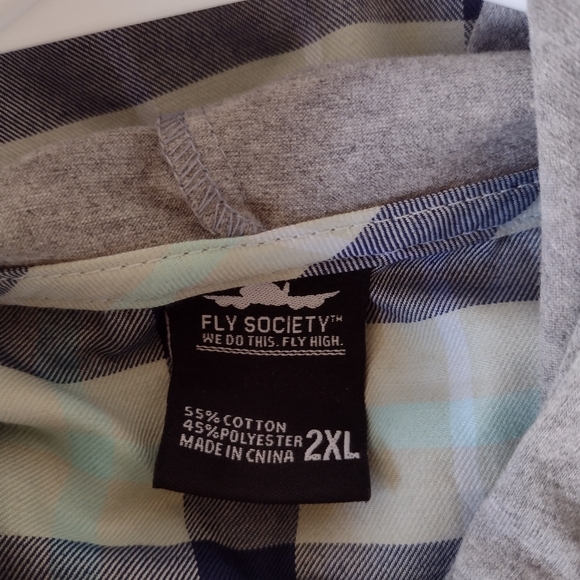 FLY SOCIETY™
WE DO THIS. FLY HIGH.
55% COTTON
45% POLYESTER
MADE IN CNINA
2XL